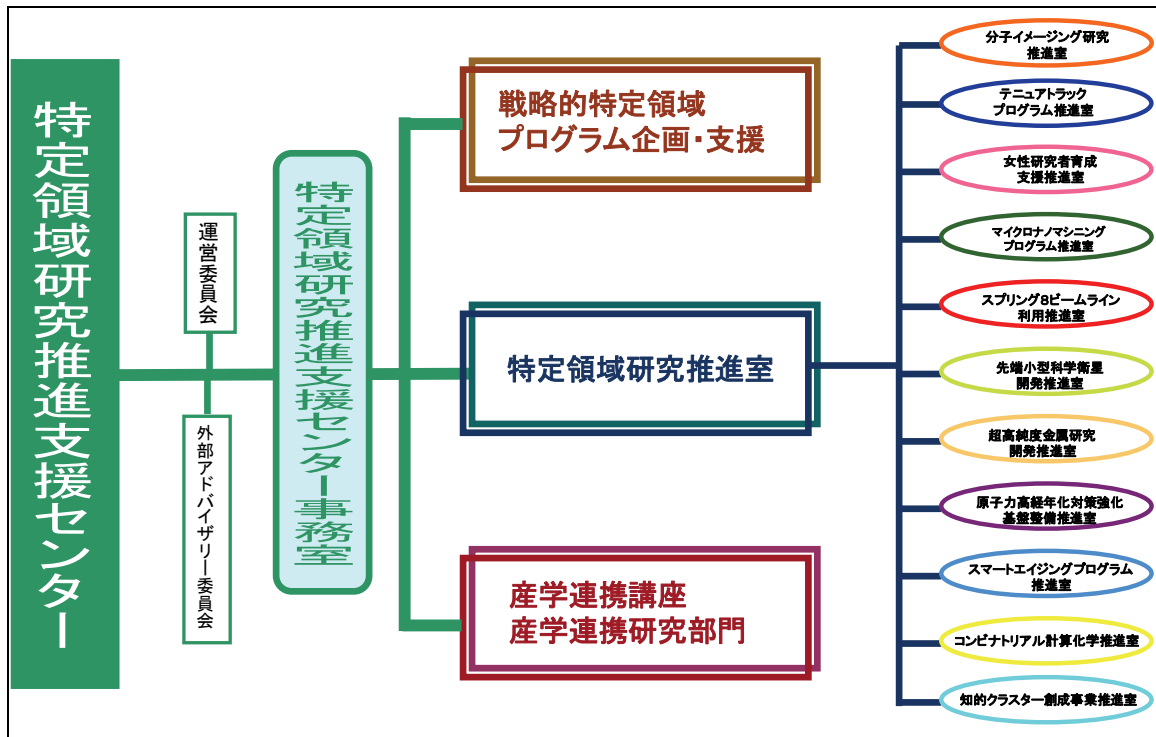 特定領域研究推進支援センター
運営委員会
外部アドバイザリー委員会
特定領域研究推進支援センター事務室
戦略的特定領域
プログラム企画・支援
特定領域研究推進室
産学連携講座
産学連携研究部門
分子イメージング研究
推進室
テニュアトラック
プログラム推進室
女性研究者育成
支援推進室
マイクロナノマシニング
プログラム推進室
スプリング8ビームライン
利用推進室
先端小型科学衛星
開発推進室
超高純度金属研究
開発推進室
原子力高経年化対策強化
基盤整備推進室
スマートエイジングプログラム
推進室
コンビナトリアル計算化学推進室
知的クラスター創成事業推進室